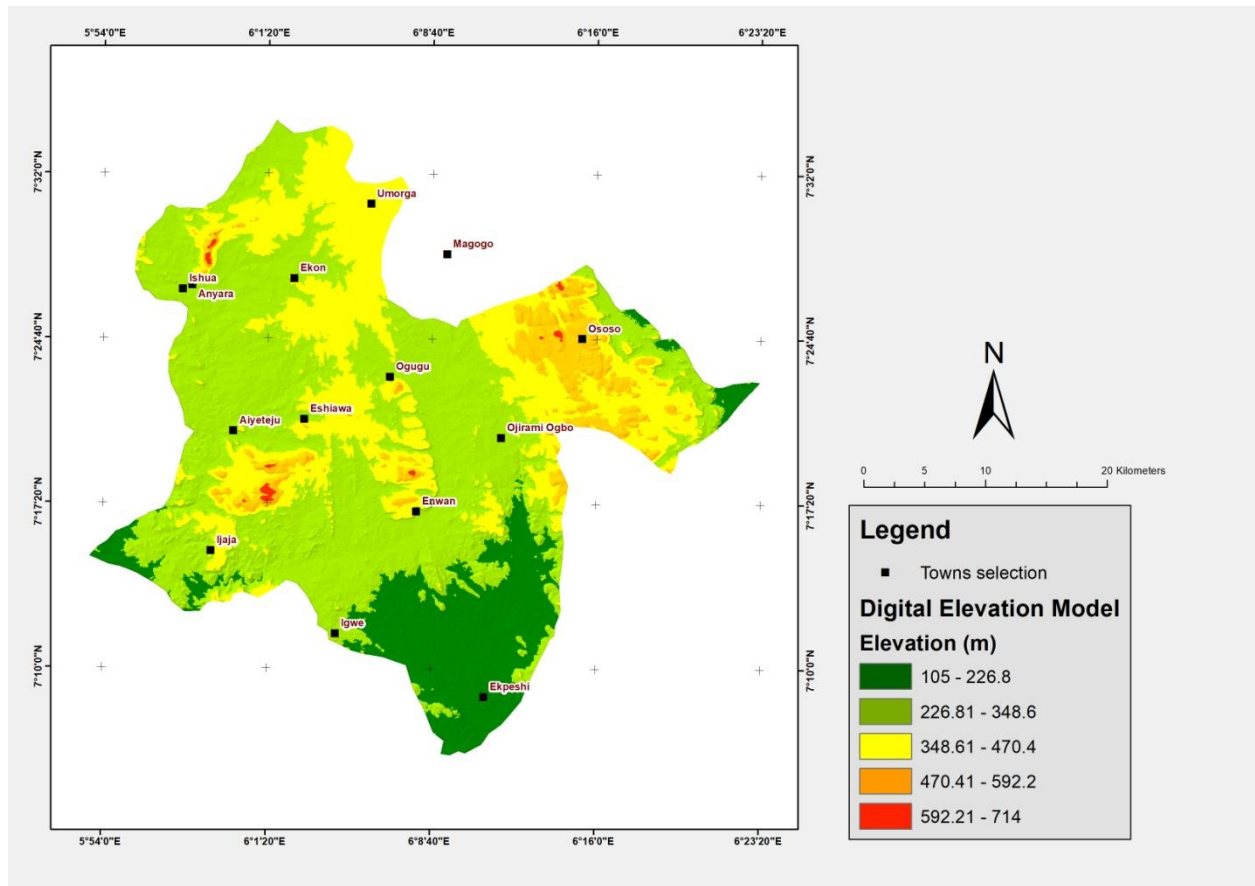 5°54'0"E 6°1'20"E 6°8'40"E 6°16'0"E 6°23'20"E
7°32'0"N 7°32'0"N
Umorga
Magogo
Ishua
Ekon
Anyara
7°24'40"N 7°24'40"N
Ososo
Ogugu
Eshiawa
Aiyeteju
Ojirami Ogbo
7°17'20"N 7°17'20"N
Enwan
Ijaja
Igwe
7°10'0"N 7°10'0"N
Ekpeshi
5°54'0"E 6°1'20"E 6°8'40"E 6°16'0"E 6°23'20"E
N
0 5 10 20 Kilometers
Legend
Towns selection
Digital Elevation Model
Elevation (m)
105 - 226.8
226.81 - 348.6
348.61 - 470.4
470.41 - 592.2
592.21 - 714